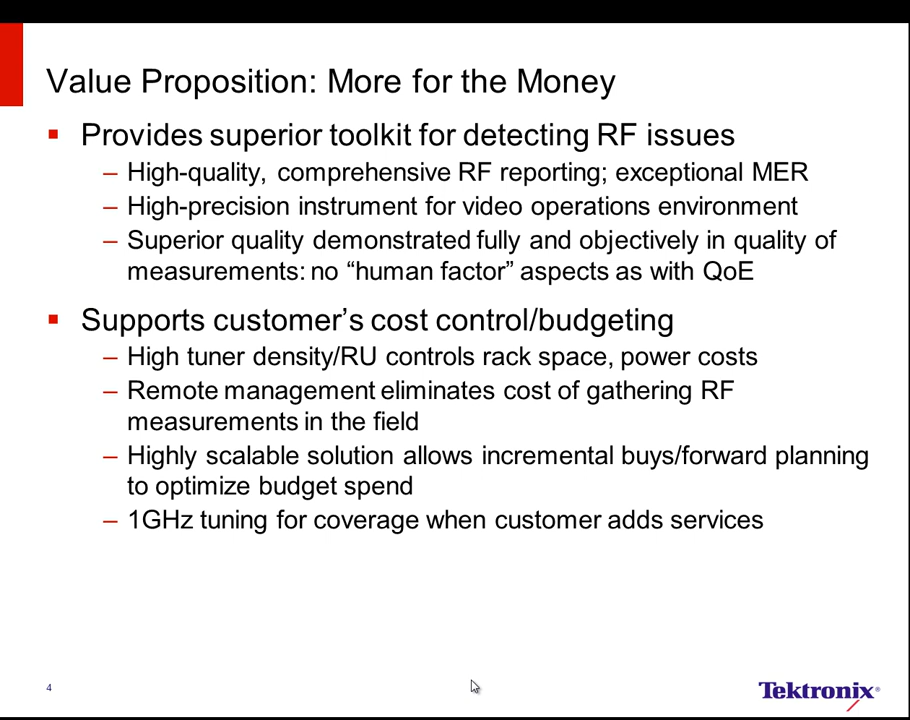 Value Proposition: More for the Money
▪ Provides superior toolkit for detecting RF issues
– High-quality, comprehensive RF reporting; exceptional MER
– High-precision instrument for video operations environment
– Superior quality demonstrated fully and objectively in quality of
measurements: no “human factor” aspects as with QoE
▪ Supports customer’s cost control/budgeting
– High tuner density/RU controls rack space, power costs
– Remote management eliminates cost of gathering RF
measurements in the field
– Highly scalable solution allows incremental buys/forward planning
to optimize budget spend
– 1GHz tuning for coverage when customer adds services
4
Tektronix®